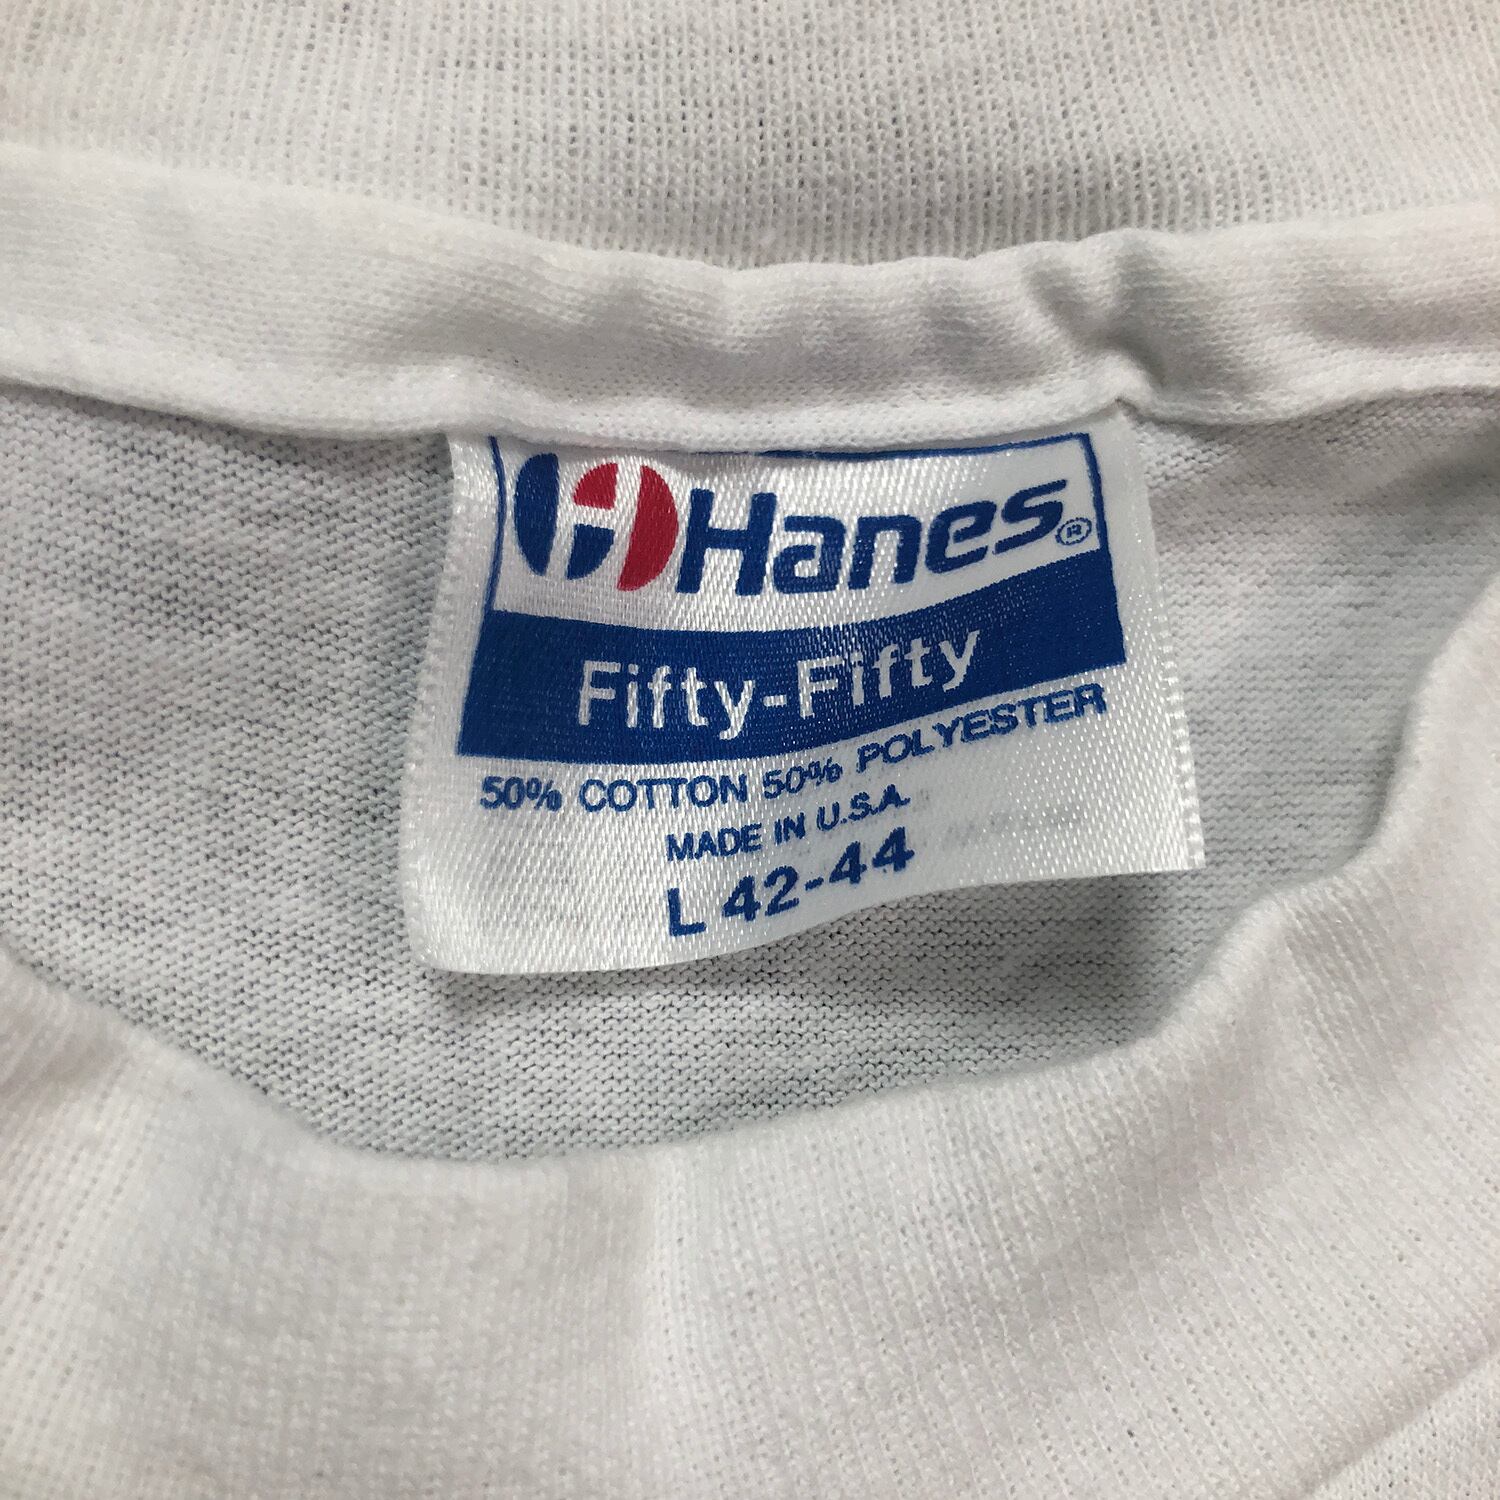 Hanes®
Fifty-Fifty
50% COTTON 50% POLYESTER
MADE IN U.S.A.
L 42-44